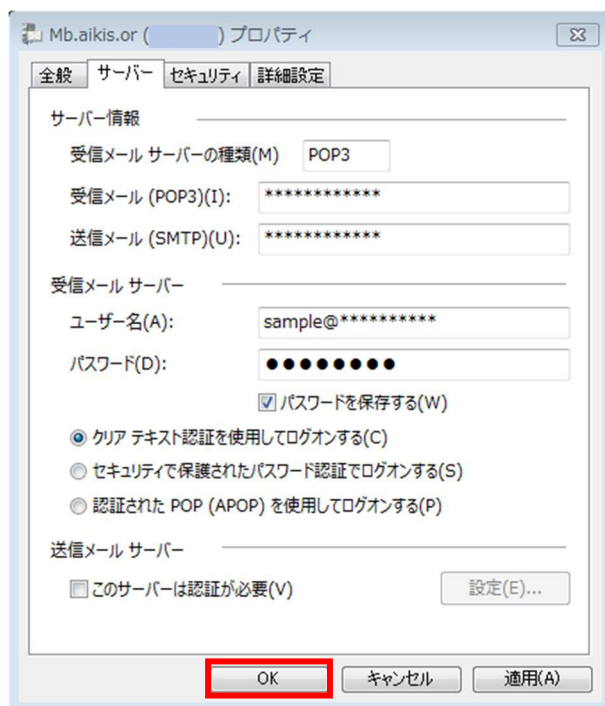 Mb.aikis.or ( ) プロパティ
全般 サーバー セキュリティ 詳細設定
サーバー情報
受信メール サーバーの種類(M) POP3
受信メール (POP3)(I): ************
送信メール (SMTP)(U): ************
受信メール サーバー
ユーザー名(A): sample@**********
パスワード(D): ●●●●●●●●
パスワードを保存する(W)
クリア テキスト認証を使用してログオンする(C)
セキュリティで保護されたパスワード認証でログオンする(S)
認証された POP (APOP) を使用してログオンする(P)
送信メール サーバー
このサーバーは認証が必要(V) 設定(E)...
OK キャンセル 適用(A)